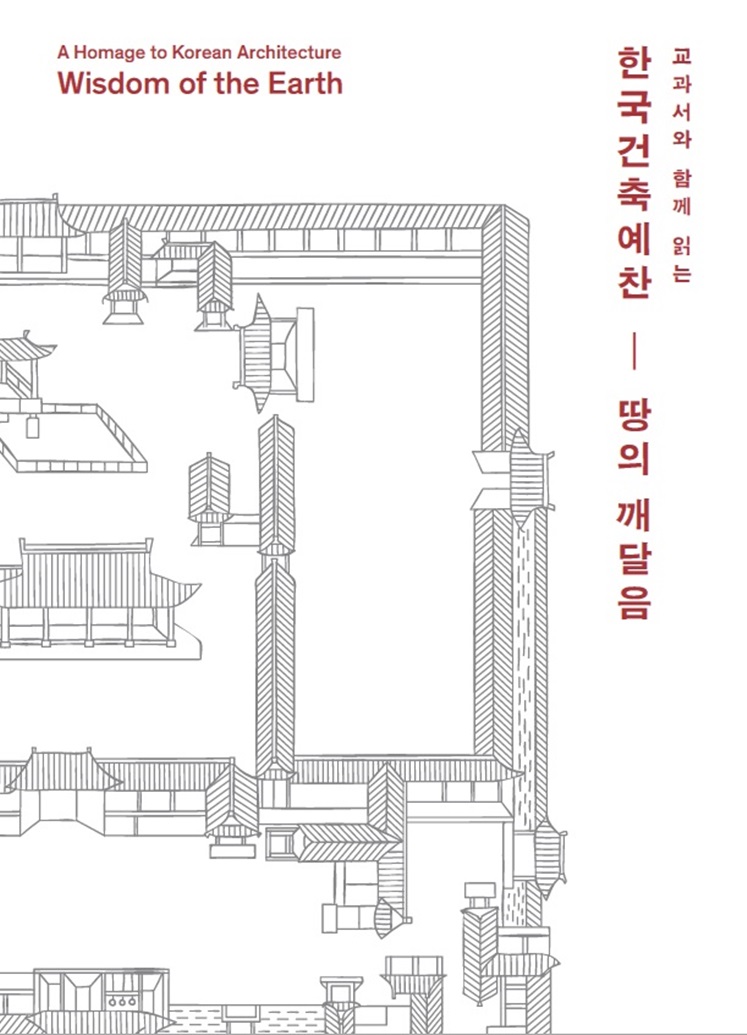 A Homage to Korean Architecture
Wisdom of the Earth
교과서와 함께 읽는
한국건축예찬 — 땅의 깨달음